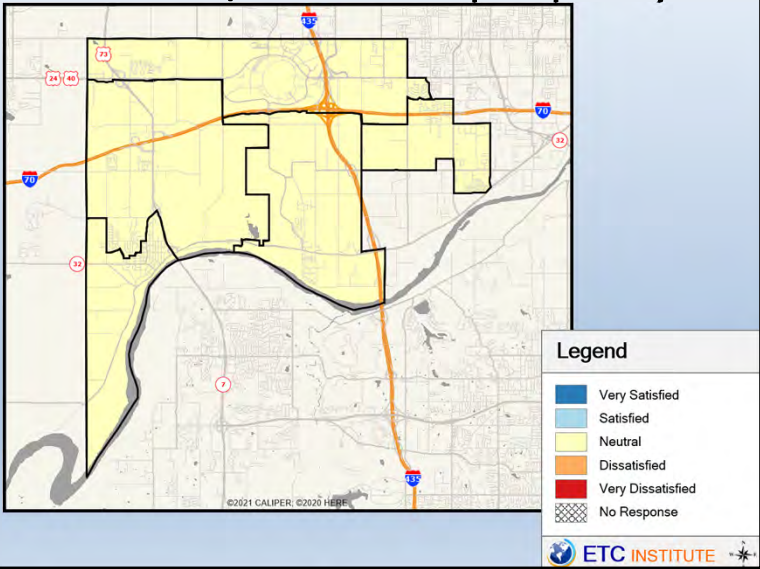 435
73
24 40
70
32
70
32
7
435
©2021 CALIPER; ©2020 HERE
Legend
Very Satisfied
Satisfied
Neutral
Dissatisfied
Very Dissatisfied
No Response
ETC INSTITUTE